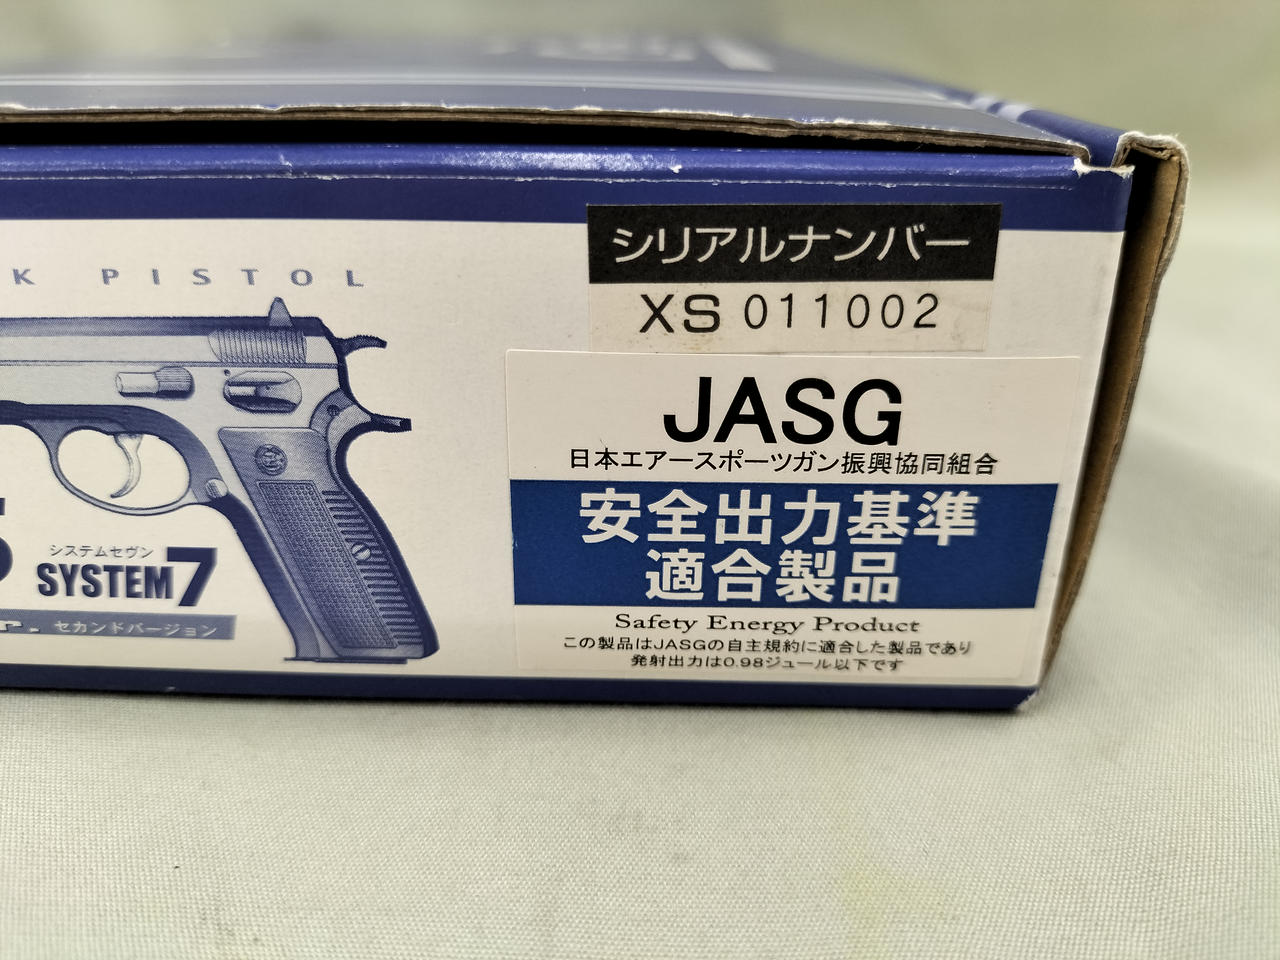 K PISTOL
シリアルナンバー
XS 011002
JASG
日本エアースポーツガン振興協同組合
安全出力基準
適合製品
Safety Energy Product
この製品はJASGの自主規約に適合した製品であり
発射出力は0.98ジュール以下です
5
システムセヴン
SYSTEM7
セカンドバージョン